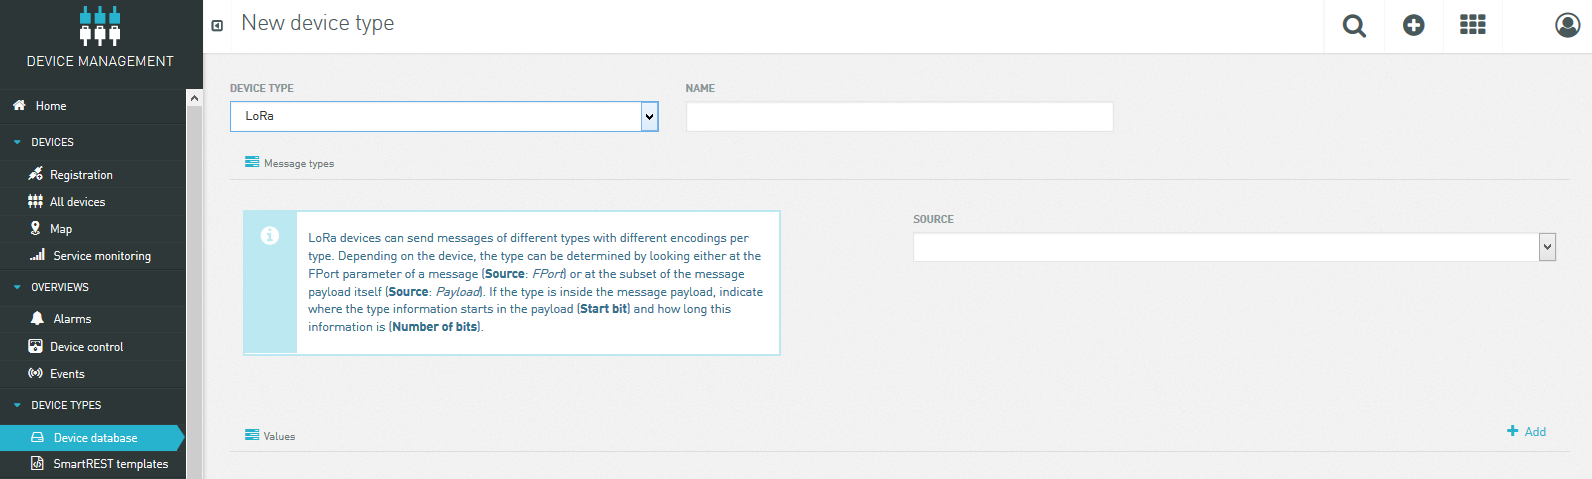 DEVICE MANAGEMENT
New device type
Home
DEVICES
Registration
All devices
Map
Service monitoring
OVERVIEWS
Alarms
Device control
Events
DEVICE TYPES
Device database
SmartREST templates
DEVICE TYPE
NAME
LoRa
Message types
LoRa devices can send messages of different types with different encodings per
type. Depending on the device, the type can be determined by looking either at the
FPort parameter of a message (Source: FPort) or at the subset of the message
payload itself (Source: Payload). If the type is inside the message payload, indicate
where the type information starts in the payload (Start bit) and how long this
information is (Number of bits).
SOURCE
Values
Add